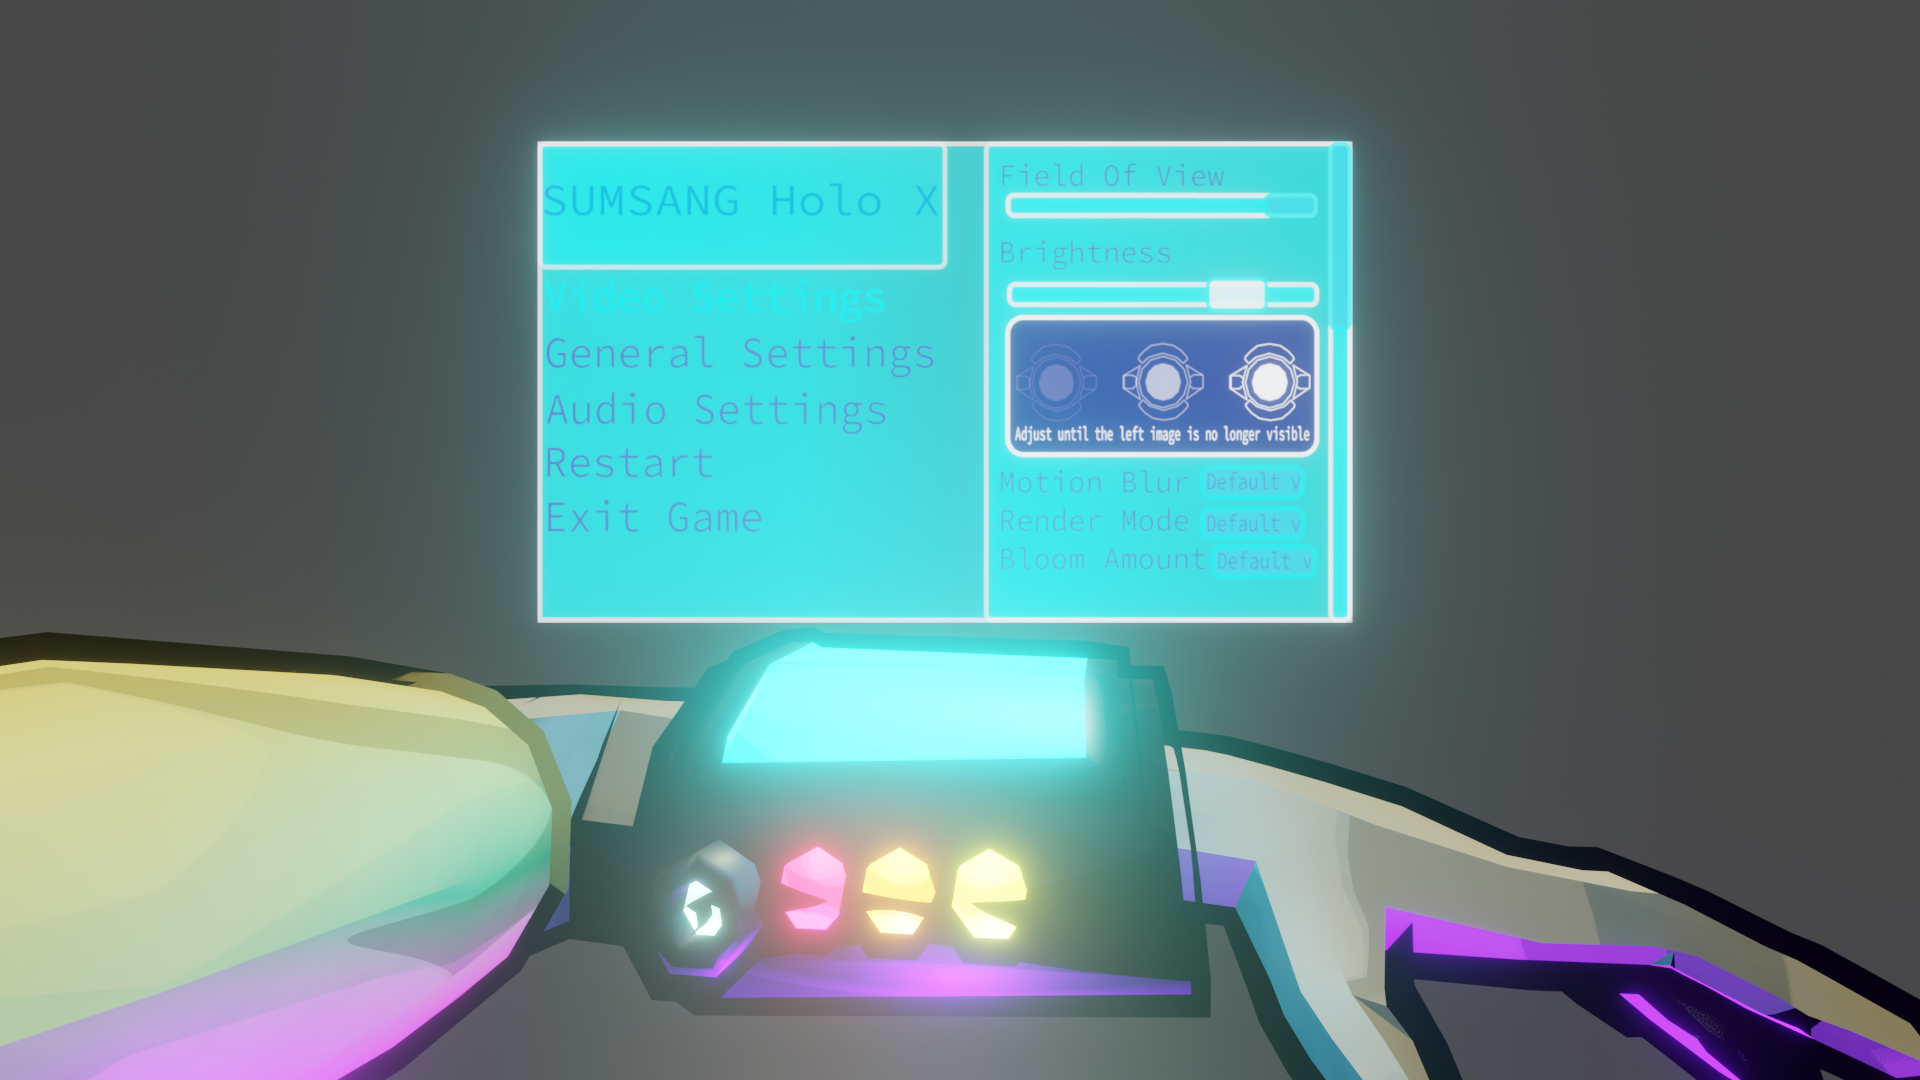 SUMSANG Holo X
Video Settings
General Settings
Audio Settings
Restart
Exit Game
Field Of View
Brightness
Adjust until the left image is no longer visible
Motion Blur Default v
Render Mode Default v
Bloom Amount Default v